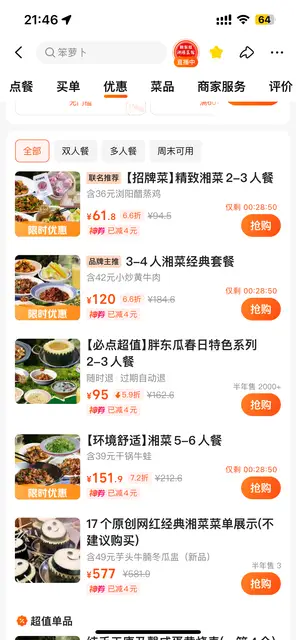 21:46
64
笨萝卜
直播中
点餐 买单 优惠 菜品 商家服务 评价
全部 双人餐 多人餐 周末可用
联名推荐 【招牌菜】精致湘菜 2-3 人餐
含36元浏阳醋蒸鸡
¥61.8 6.6折 ¥94.5
神券 已减4元
仅剩 00:28:50
抢购
限时优惠
品牌主推 3-4 人湘菜经典套餐
含42元小炒黄牛肉
¥120 6.6折 ¥184.6
神券 已减4元
仅剩 00:28:50
抢购
限时优惠
【必点超值】胖东瓜春日特色系列
2-3 人餐
随时退 过期自动退
¥95 5.9折 ¥162.6
神券 已减4元
半年售 2000+
抢购
【环境舒适】湘菜 5-6 人餐
含39元干锅牛蛙
¥151.9 7.2折 ¥212.6
神券 已减4元
仅剩 00:28:50
抢购
限时优惠
17 个原创网红经典湘菜菜单展示(不
建议购买)
含49元芋头牛腩冬瓜盅（新品）
¥577 ¥581.9
神券 已减4元
半年售 3
抢购
超值单品